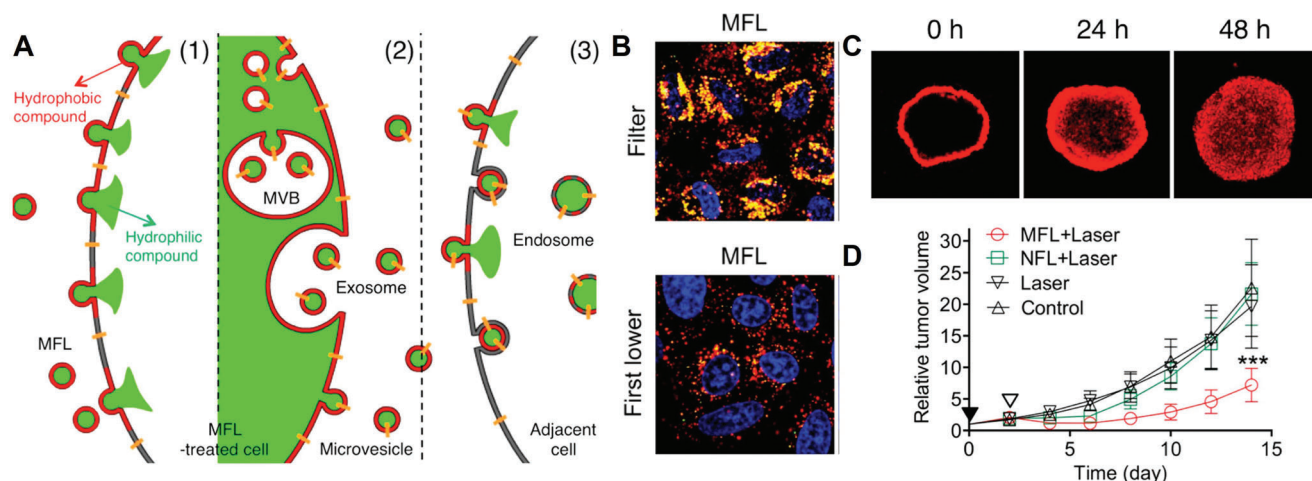 A
(1)
(2)
(3)
Hydrophobic
compound
Hydrophilic
compound
MFL
MVB
Exosome
MFL
-treated cell
Microvesicle
Endosome
Adjacent
cell
B
MFL
Filter
MFL
First lower
C
0 h
24 h
48 h
D
MFL+Laser
NFL+Laser
Laser
Control
Relative tumor volume
30
25
20
15
10
5
0
***
0
5
10
15
Time (day)